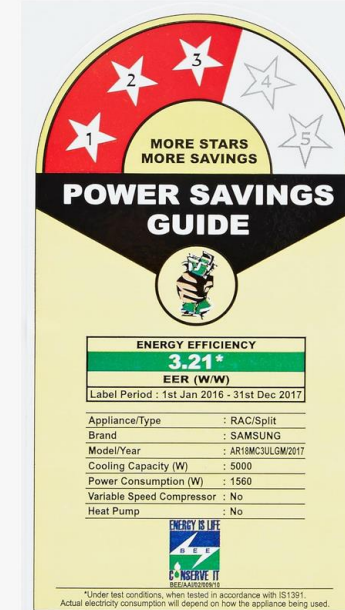 1 2 3 4 5
MORE STARS
MORE SAVINGS
POWER SAVINGS
GUIDE
ENERGY EFFICIENCY
3.21*
EER (W/W)
Label Period : 1st Jan 2016 - 31st Dec 2017
Appliance/Type : RAC/Split
Brand : SAMSUNG
Model/Year : AR18MC3ULGM/2017
Cooling Capacity (W) : 5000
Power Consumption (W) : 1560
Variable Speed Compressor : No
Heat Pump : No
ENERGY IS LIFE
BEE
CONSERVE IT
*Under test conditions, when tested in accordance with IS1391.
Actual electricity consumption will depend on how the appliance being used.